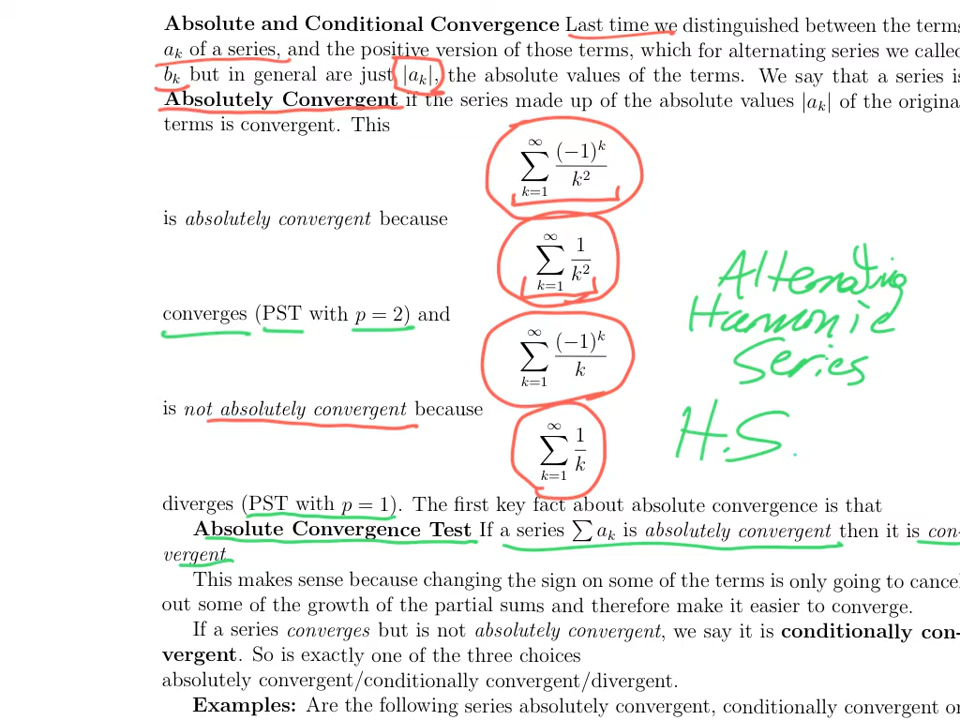 Absolute and Conditional Convergence Last time we distinguished between the terms
a_k of a series, and the positive version of those terms, which for alternating series we called
b_k but in general are just |a_k|, the absolute values of the terms. We say that a series is
Absolutely Convergent if the series made up of the absolute values |a_k| of the origina
terms is convergent. This
∑_{k=1}^{∞} (−1)^k / k^2
is absolutely convergent because
∑_{k=1}^{∞} 1 / k^2
Alternating
Harmonic
Series
converges (PST with p = 2) and
∑_{k=1}^{∞} (−1)^k / k
is not absolutely convergent because
H.S.
∑_{k=1}^{∞} 1 / k
diverges (PST with p = 1). The first key fact about absolute convergence is that
Absolute Convergence Test If a series ∑ a_k is absolutely convergent then it is con-
vergent
This makes sense because changing the sign on some of the terms is only going to cancel
out some of the growth of the partial sums and therefore make it easier to converge.
If a series converges but is not absolutely convergent, we say it is conditionally con-
vergent. So is exactly one of the three choices
absolutely convergent/conditionally convergent/divergent.
Examples: Are the following series absolutely convergent, conditionally convergent or